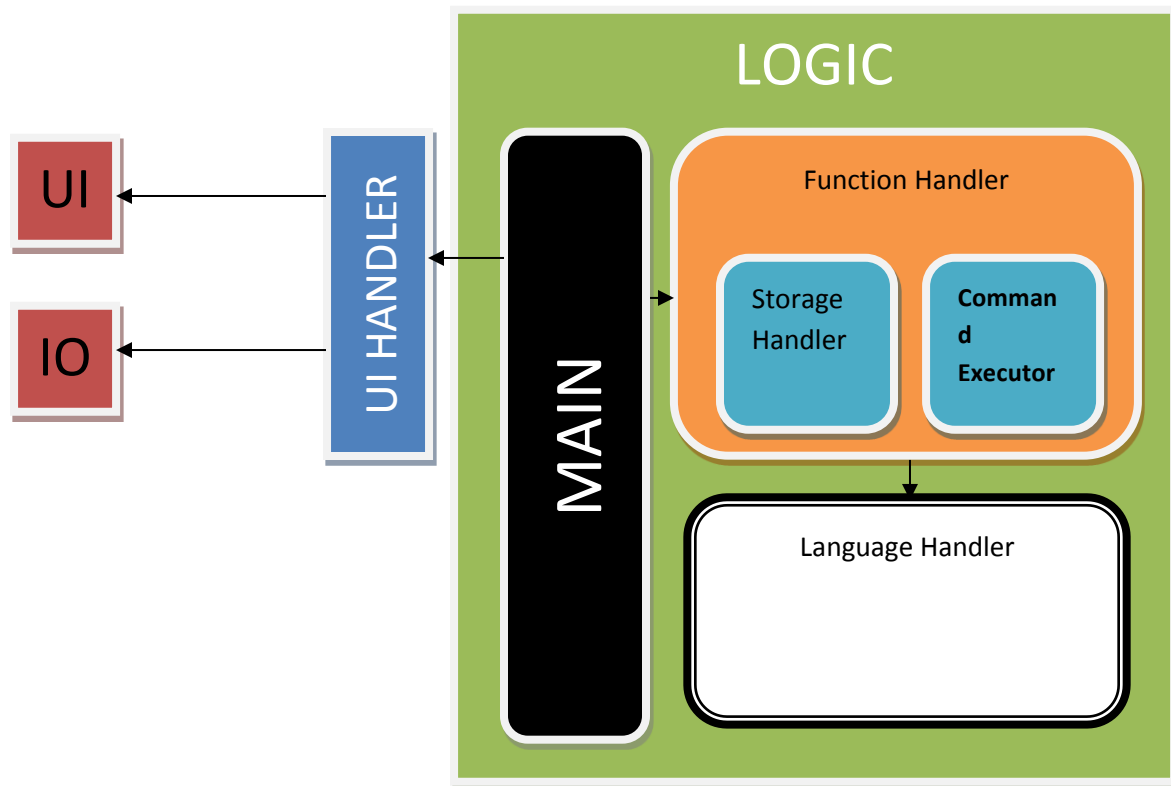 LOGIC
UI
IO
UI HANDLER
MAIN
Function Handler
Storage
Handler
Comman
d
Executor
Language Handler